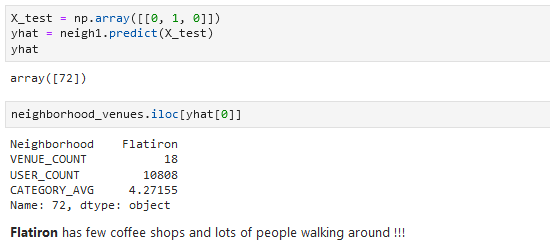 X_test = np.array([[0, 1, 0]])
yhat = neigh1.predict(X_test)
yhat
array([72])
neighborhood_venues.iloc[yhat[0]]
Neighborhood    Flatiron
VENUE_COUNT           18
USER_COUNT         10808
CATEGORY_AVG     4.27155
Name: 72, dtype: object
Flatiron has few coffee shops and lots of people walking around !!!